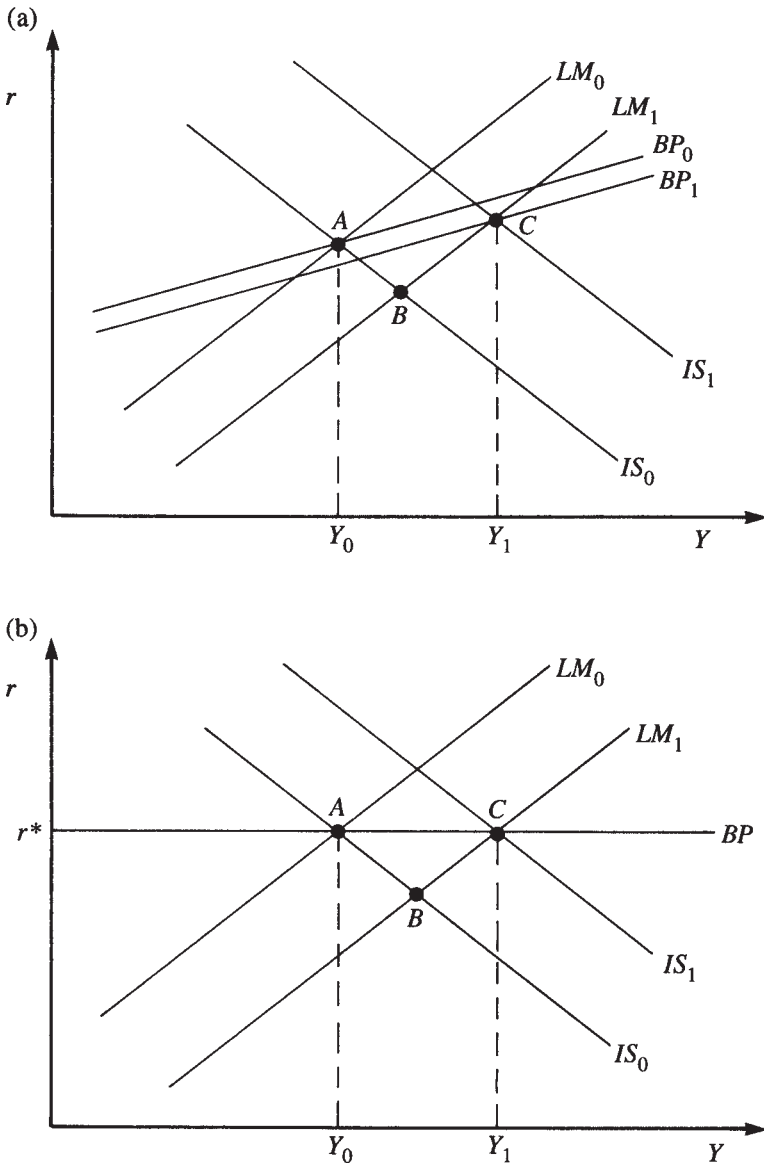 (a)
r
LM₀
LM₁
BP₀
BP₁
A
C
B
IS₁
IS₀
Y₀
Y₁
Y
(b)
r
LM₀
LM₁
A
C
r*
BP
B
IS₁
IS₀
Y₀
Y₁
Y